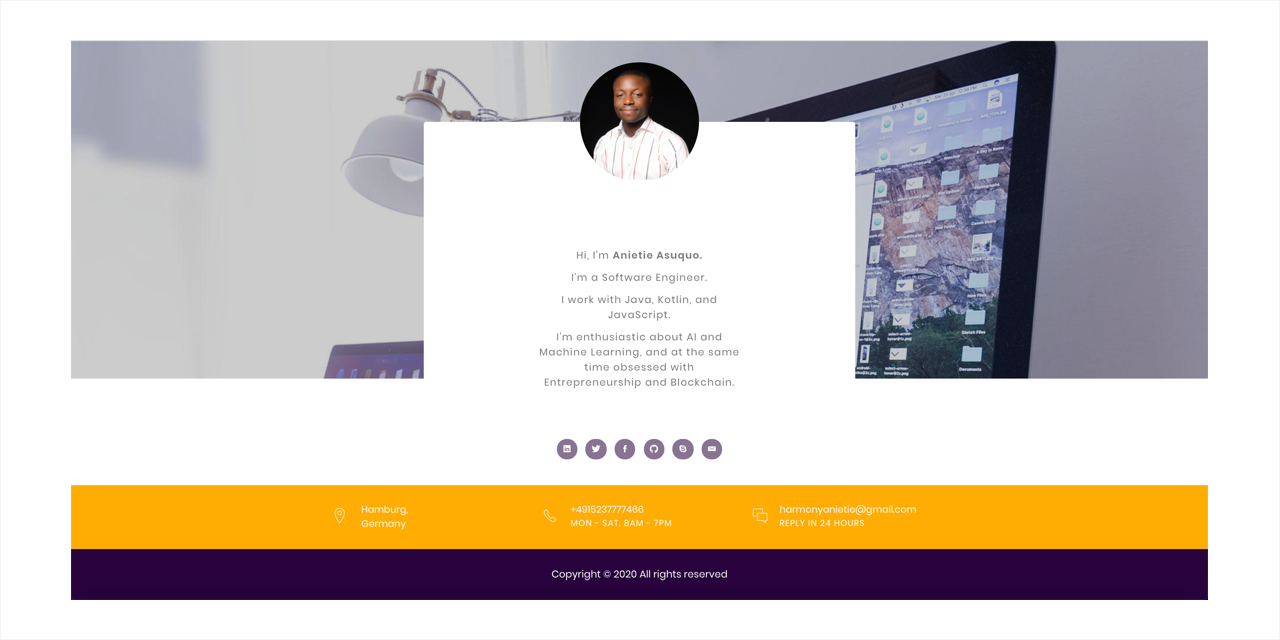 Hi, I'm Anietie Asuquo.
I'm a Software Engineer.
I work with Java, Kotlin, and
JavaScript.
I'm enthusiastic about AI and
Machine Learning, and at the same
time obsessed with
Entrepreneurship and Blockchain.
Hamburg,
Germany
+4915237777466
MON - SAT, 8AM - 7PM
harmonyanietie@gmail.com
REPLY IN 24 HOURS
Copyright © 2020 All rights reserved